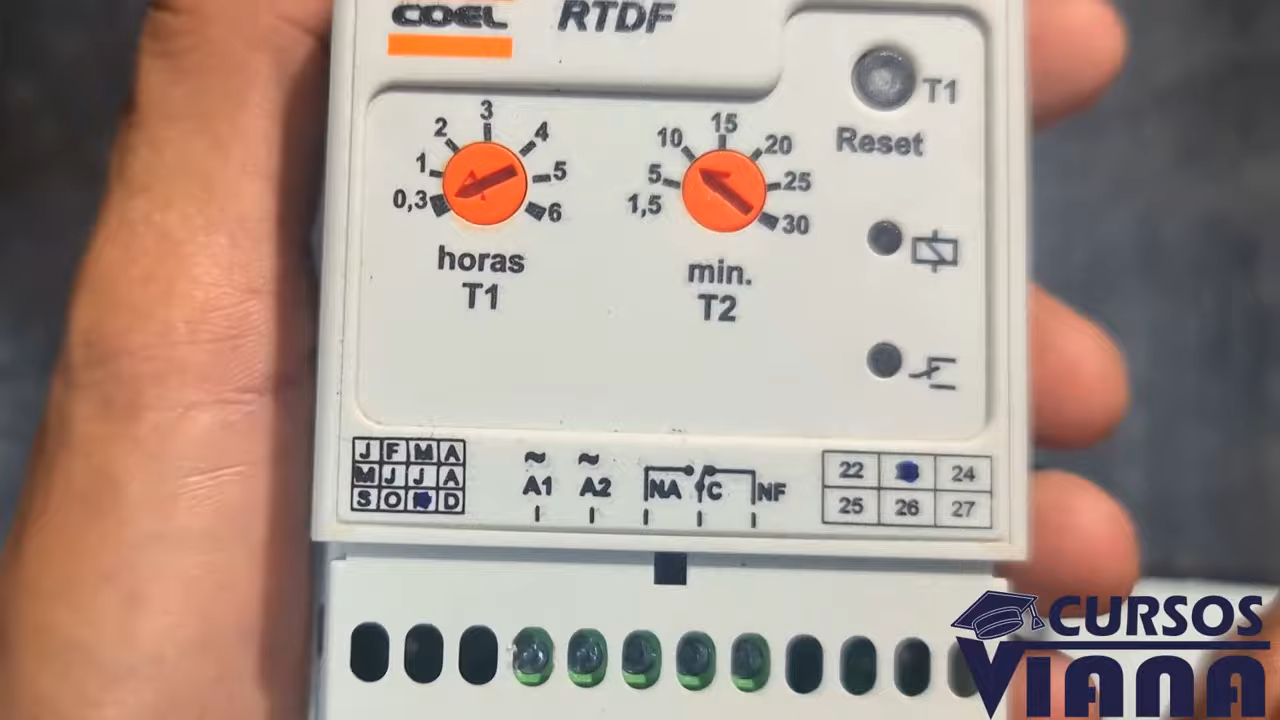 COEL RTDF
T1
Reset
0,3 1 2 3 4 5 6
horas
T1
1,5 5 10 15 20 25 30
min.
T2
J F M A
M J J A
S O D
~ ~
A1 A2 NA C NF
22 24
25 26 27
CURSOS
VIANA